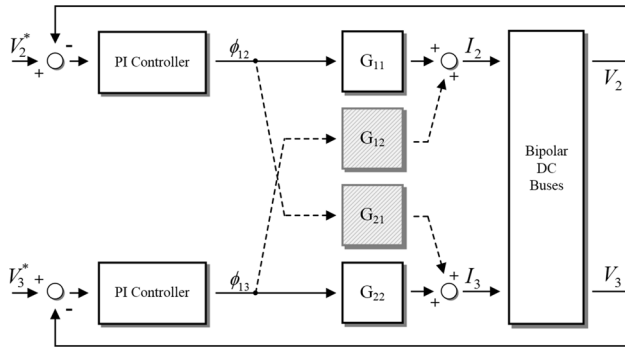 V₂* + - PI Controller ϕ₁₂ G₁₁ + + I₂ V₂
G₁₂
Bipolar
DC
Buses
G₂₁
V₃* + - PI Controller ϕ₁₃ G₂₂ + + I₃ V₃